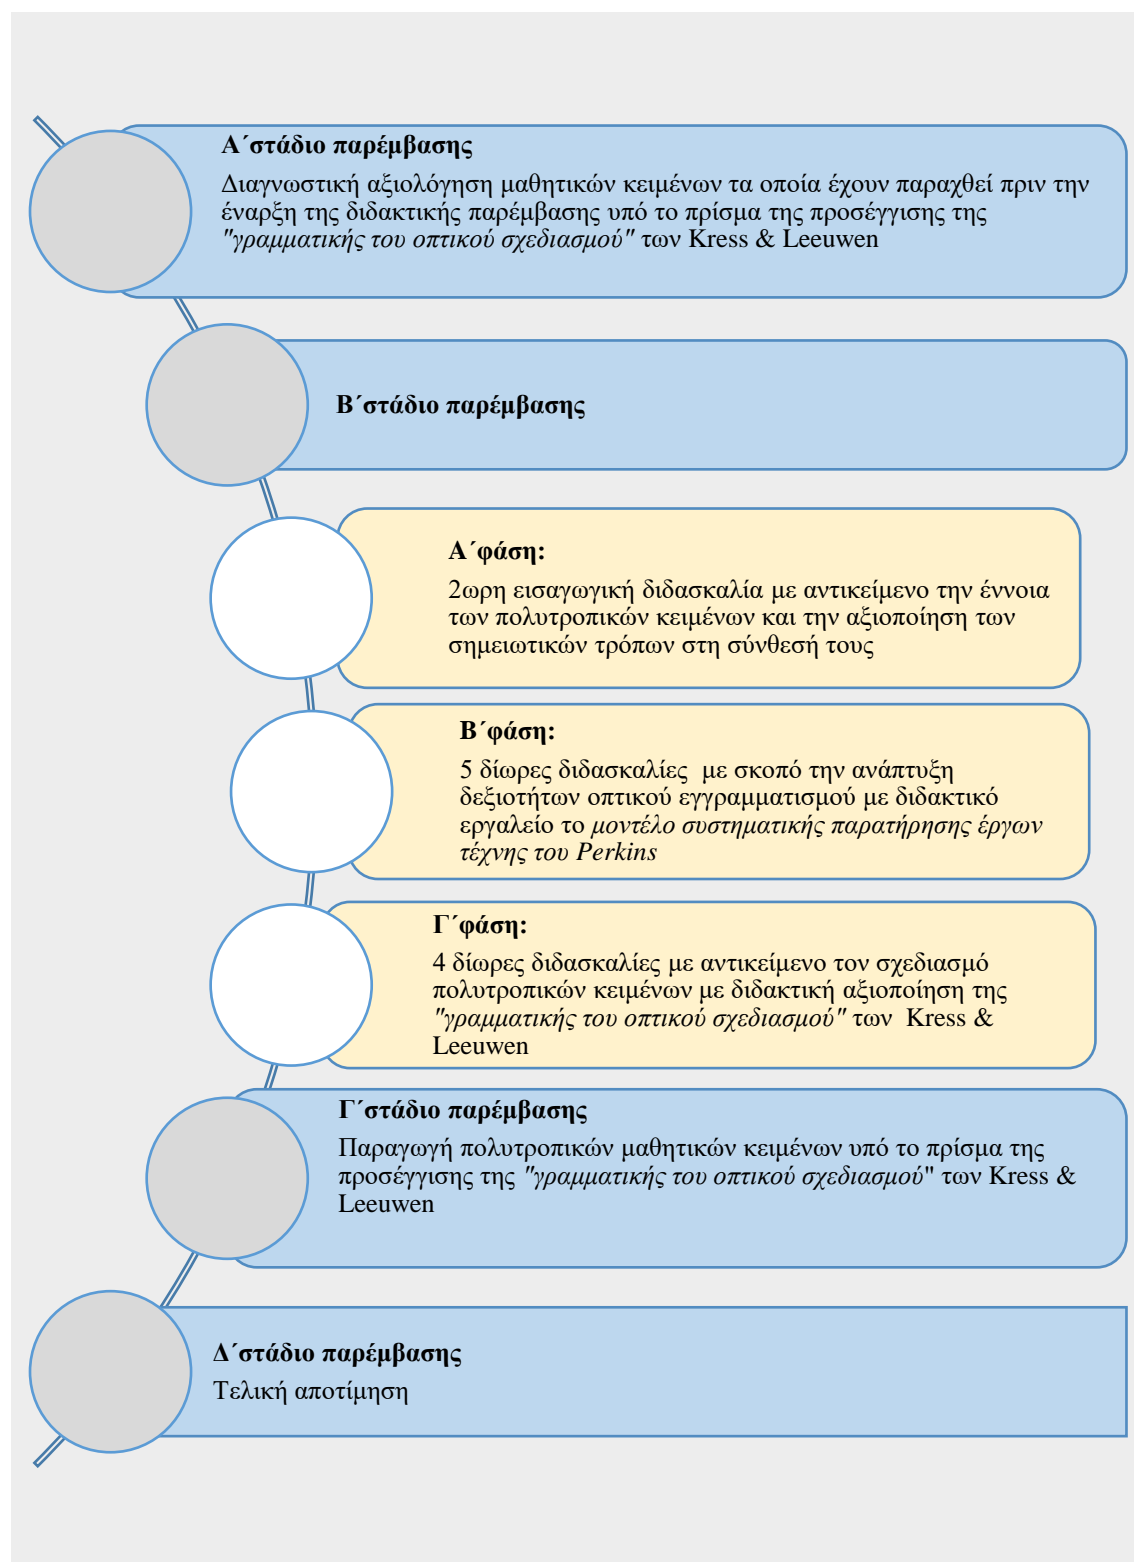 Α΄στάδιο παρέμβασης
Διαγνωστική αξιολόγηση μαθητικών κειμένων τα οποία έχουν παραχθεί πριν την
έναρξη της διδακτικής παρέμβασης υπό το πρίσμα της προσέγγισης της
"γραμματικής του οπτικού σχεδιασμού" των Kress & Leeuwen
Β΄στάδιο παρέμβασης
Α΄φάση:
2ωρη εισαγωγική διδασκαλία με αντικείμενο την έννοια
των πολυτροπικών κειμένων και την αξιοποίηση των
σημειωτικών τρόπων στη σύνθεσή τους
Β΄φάση:
5 δίωρες διδασκαλίες  με σκοπό την ανάπτυξη
δεξιοτήτων οπτικού εγγραμματισμού με διδακτικό
εργαλείο το μοντέλο συστηματικής παρατήρησης έργων
τέχνης του Perkins
Γ΄φάση:
4 δίωρες διδασκαλίες με αντικείμενο τον σχεδιασμό
πολυτροπικών κειμένων με διδακτική αξιοποίηση της
"γραμματικής του οπτικού σχεδιασμού" των  Kress &
Leeuwen
Γ΄στάδιο παρέμβασης
Παραγωγή πολυτροπικών μαθητικών κειμένων υπό το πρίσμα της
προσέγγισης της "γραμματικής του οπτικού σχεδιασμού" των Kress &
Leeuwen
Δ΄στάδιο παρέμβασης
Τελική αποτίμηση